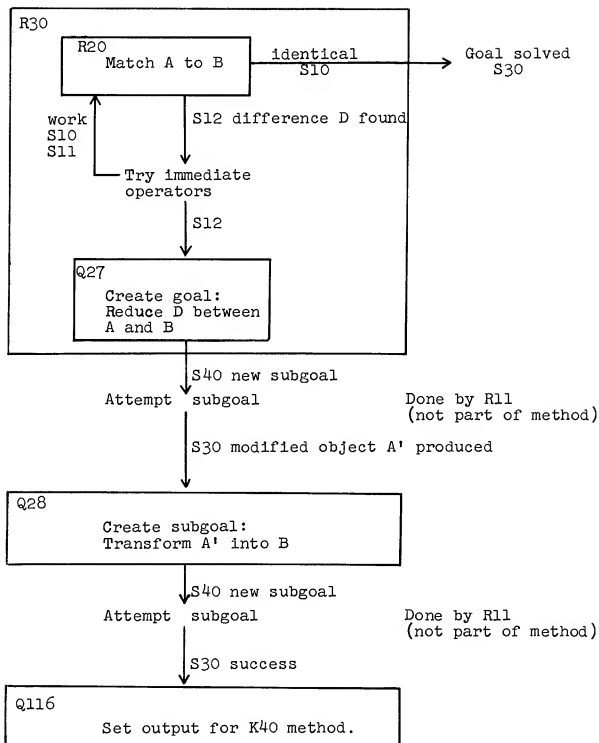 R30
R20
Match A to B
identical
S10
Goal solved
S30
work
S10
S11
S12 difference D found
Try immediate
operators
S12
Q27
Create goal:
Reduce D between
A and B
S40 new subgoal
Attempt subgoal
Done by R11
(not part of method)
S30 modified object A' produced
Q28
Create subgoal:
Transform A' into B
S40 new subgoal
Attempt subgoal
Done by R11
(not part of method)
S30 success
Q116
Set output for K40 method.